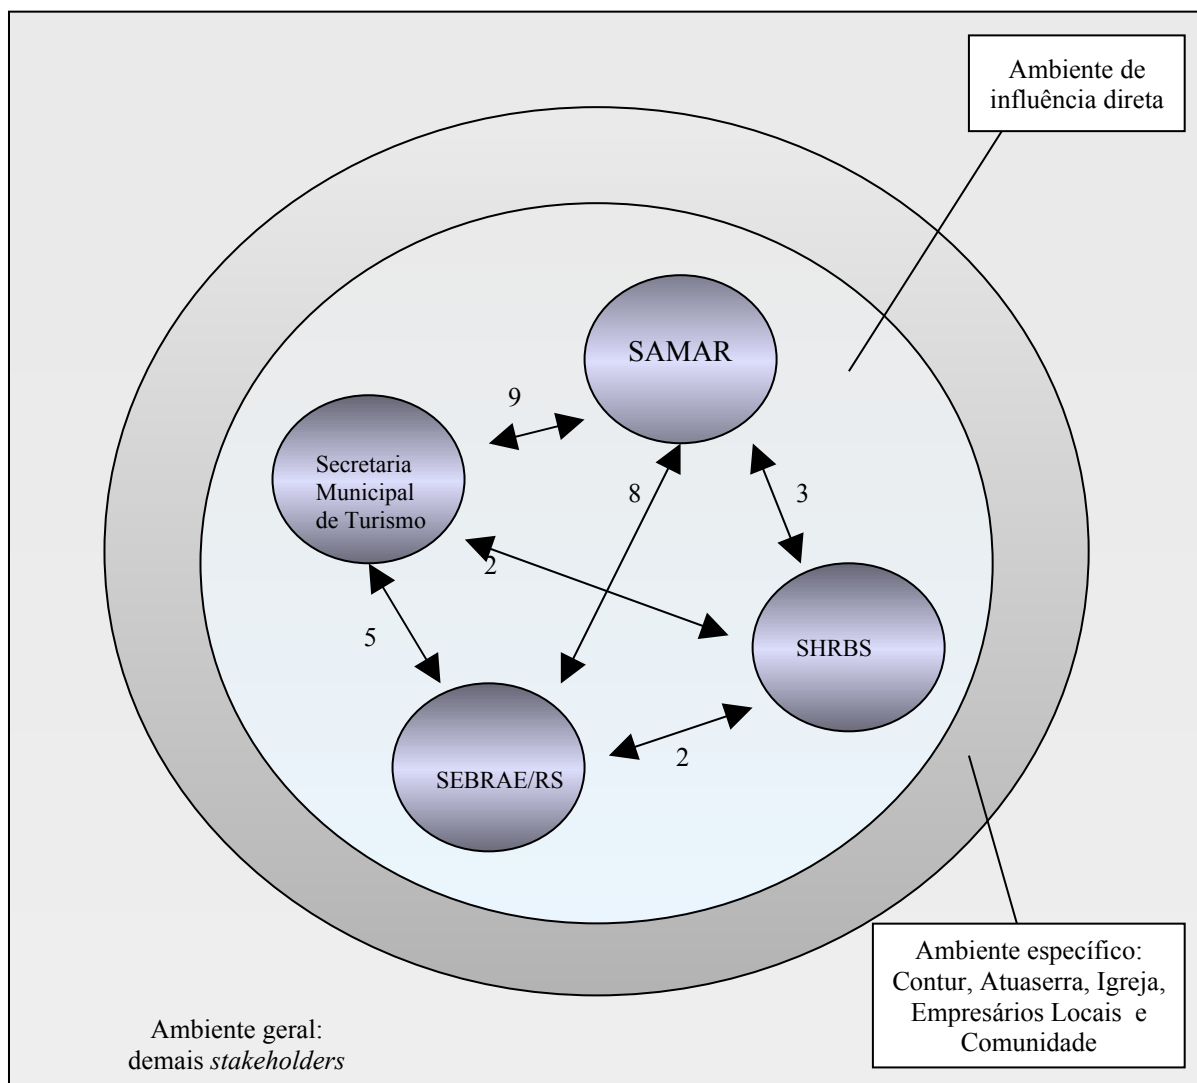 Ambiente de
influência direta
SAMAR
9
Secretaria
Municipal
de Turismo
8
3
2
5
SHRBS
2
SEBRAE/RS
Ambiente específico:
Contur, Atuaserra, Igreja,
Empresários Locais e
Comunidade
Ambiente geral:
demais stakeholders